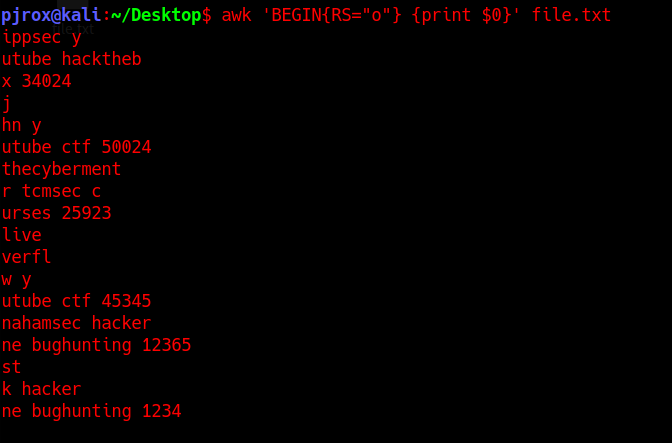 pjrox@kali:~/Desktop$ awk 'BEGIN{RS="o"} {print $0}' file.txt
ippsec y
utube hacktheb
x 34024
j
hn y
utube ctf 50024
thecyberment
r tcmsec c
urses 25923
live
verfl
w y
utube ctf 45345
nahamsec hacker
ne bughunting 12365
st
k hacker
ne bughunting 1234